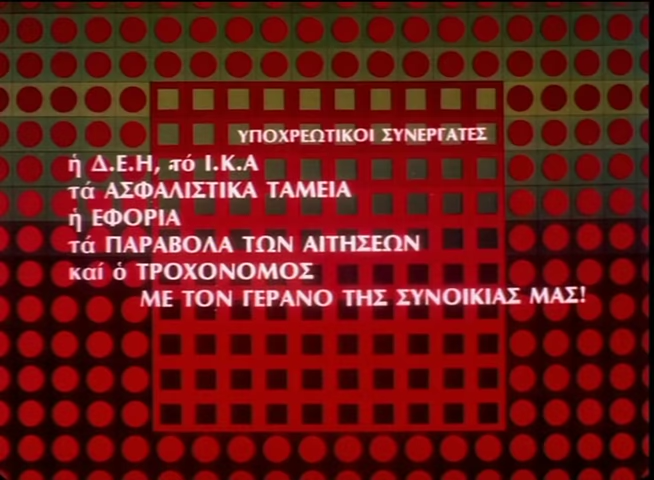 ΥΠΟΧΡΕΩΤΙΚΟΙ ΣΥΝΕΡΓΑΤΕΣ
ἡ Δ.Ε.Η, τό Ι.Κ.Α
τά ΑΣΦΑΛΙΣΤΙΚΑ ΤΑΜΕΙΑ
ἡ ΕΦΟΡΙΑ
τά ΠΑΡΑΒΟΛΑ ΤΩΝ ΑΙΤΗΣΕΩΝ
καί ὁ ΤΡΟΧΟΝΟΜΟΣ
ΜΕ ΤΟΝ ΓΕΡΑΝΟ ΤΗΣ ΣΥΝΟΙΚΙΑΣ ΜΑΣ!